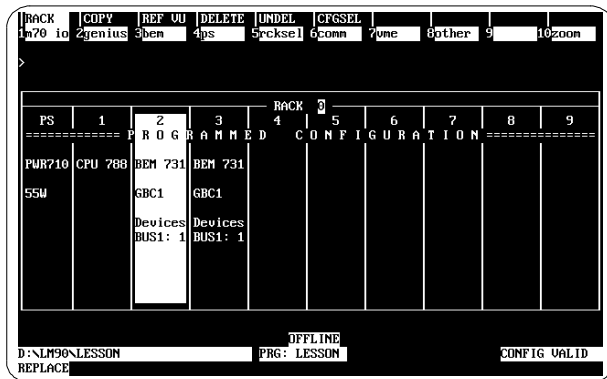 RACK COPY REF VU DELETE UNDEL CFGSEL
1m70 io 2genius 3bem 4ps 5rcksel 6comm 7vme 8other 9 10zoom
>
RACK 0
PS 1 2 3 4 5 6 7 8 9
============= P R O G R A M M E D C O N F I G U R A T I O N ===============
PWR710 CPU 788 BEM 731 BEM 731
55W GBC1 GBC1
Devices Devices
BUS1: 1 BUS1: 1
OFFLINE
D:\LM90\LESSON PRG: LESSON CONFIG VALID
REPLACE